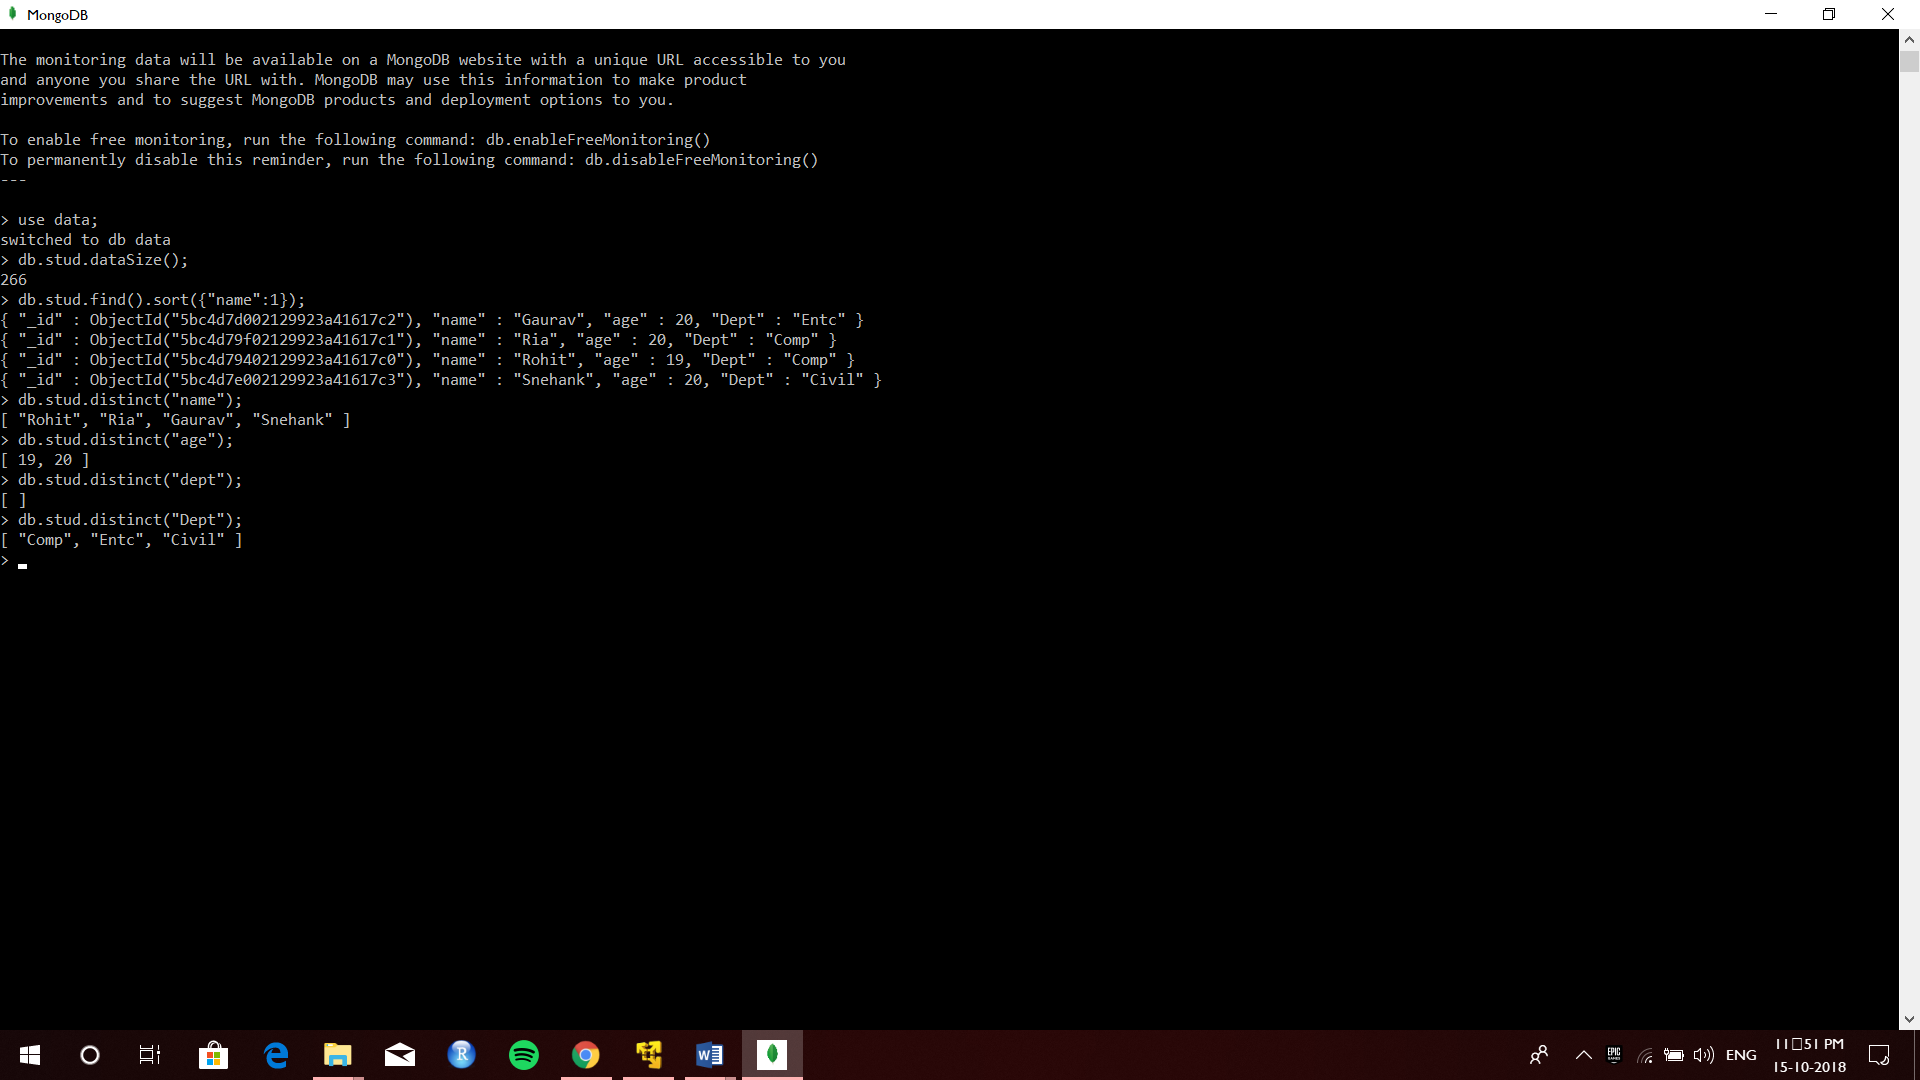 MongoDB
The monitoring data will be available on a MongoDB website with a unique URL accessible to you
and anyone you share the URL with. MongoDB may use this information to make product
improvements and to suggest MongoDB products and deployment options to you.
To enable free monitoring, run the following command: db.enableFreeMonitoring()
To permanently disable this reminder, run the following command: db.disableFreeMonitoring()
---
> use data;
switched to db data
> db.stud.dataSize();
266
> db.stud.find().sort({"name":1});
{ "_id" : ObjectId("5bc4d7d002129923a41617c2"), "name" : "Gaurav", "age" : 20, "Dept" : "Entc" }
{ "_id" : ObjectId("5bc4d79f02129923a41617c1"), "name" : "Ria", "age" : 20, "Dept" : "Comp" }
{ "_id" : ObjectId("5bc4d79402129923a41617c0"), "name" : "Rohit", "age" : 19, "Dept" : "Comp" }
{ "_id" : ObjectId("5bc4d7e002129923a41617c3"), "name" : "Snehank", "age" : 20, "Dept" : "Civil" }
> db.stud.distinct("name");
[ "Rohit", "Ria", "Gaurav", "Snehank" ]
> db.stud.distinct("age");
[ 19, 20 ]
> db.stud.distinct("dept");
[ ]
> db.stud.distinct("Dept");
[ "Comp", "Entc", "Civil" ]
>
R
W
EPIC
GAMES
ENG
11□51 PM
15-10-2018